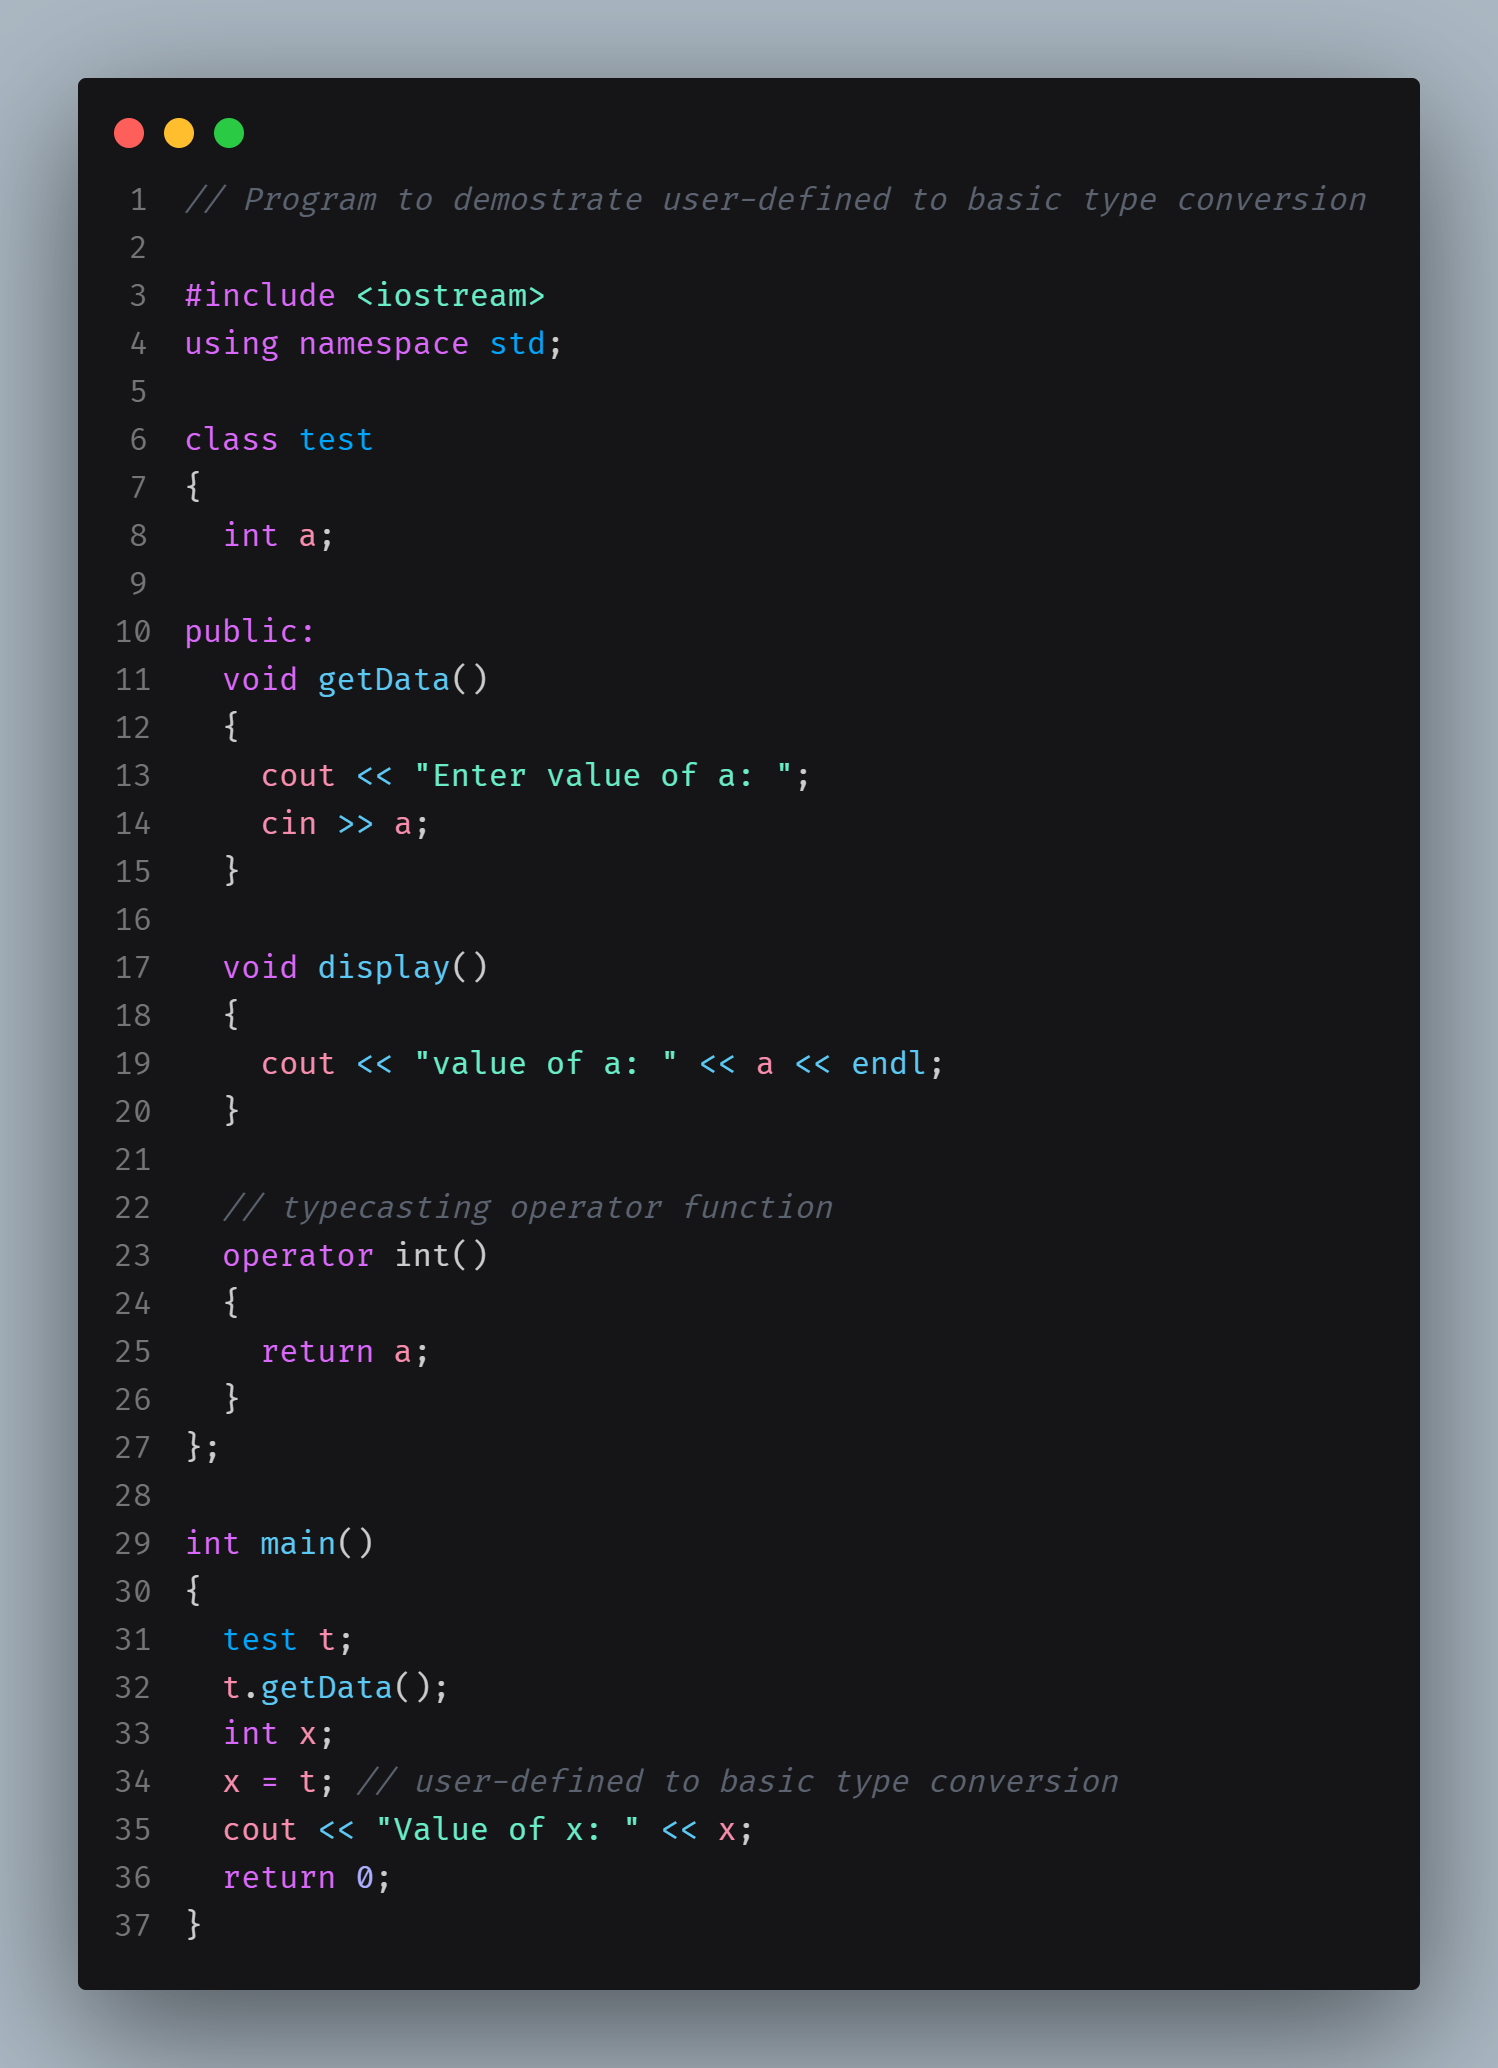 1 // Program to demostrate user-defined to basic type conversion
2
3 #include <iostream>
4 using namespace std;
5
6 class test
7 {
8   int a;
9
10 public:
11   void getData()
12   {
13     cout << "Enter value of a: ";
14     cin >> a;
15   }
16
17   void display()
18   {
19     cout << "value of a: " << a << endl;
20   }
21
22   // typecasting operator function
23   operator int()
24   {
25     return a;
26   }
27 };
28
29 int main()
30 {
31   test t;
32   t.getData();
33   int x;
34   x = t; // user-defined to basic type conversion
35   cout << "Value of x: " << x;
36   return 0;
37 }